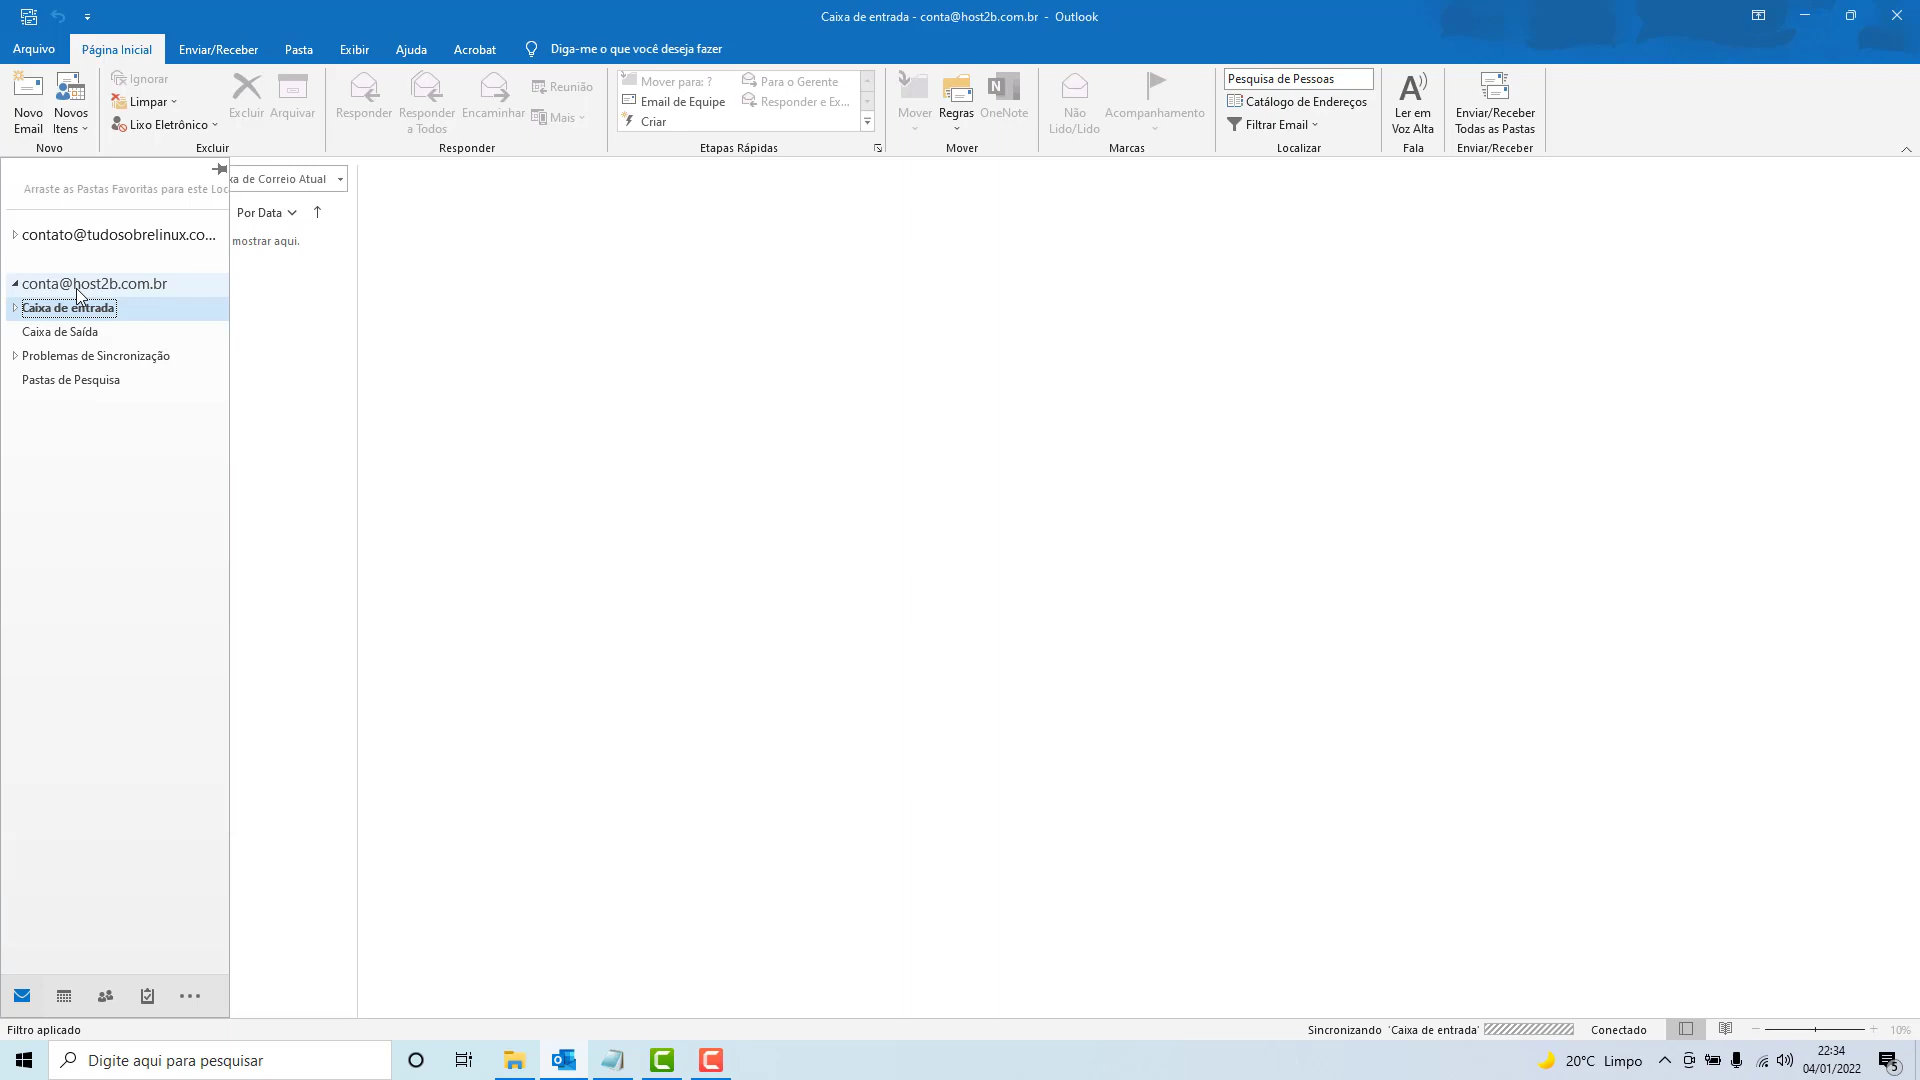 Caixa de entrada - conta@host2b.com.br - Outlook
Arquivo Página Inicial Enviar/Receber Pasta Exibir Ajuda Acrobat Diga-me o que você deseja fazer
Novo Email
Novos Itens
Novo
Ignorar
Limpar
Lixo Eletrônico
Excluir
Arquivar
Excluir
Responder
Responder a Todos
Encaminhar
Reunião
Mais
Responder
Mover para: ?
Email de Equipe
Criar
Para o Gerente
Responder e Ex...
Etapas Rápidas
Mover
Regras
OneNote
Mover
Não Lido/Lido
Acompanhamento
Marcas
Pesquisa de Pessoas
Catálogo de Endereços
Filtrar Email
Localizar
Ler em Voz Alta
Fala
Enviar/Receber Todas as Pastas
Enviar/Receber
Arraste as Pastas Favoritas para este Loc
xa de Correio Atual
Por Data
mostrar aqui.
contato@tudosobrelinux.co...
conta@host2b.com.br
Caixa de entrada
Caixa de Saída
Problemas de Sincronização
Pastas de Pesquisa
Filtro aplicado
Sincronizando 'Caixa de entrada'
Conectado
10%
Digite aqui para pesquisar
20°C Limpo
22:34
04/01/2022
5